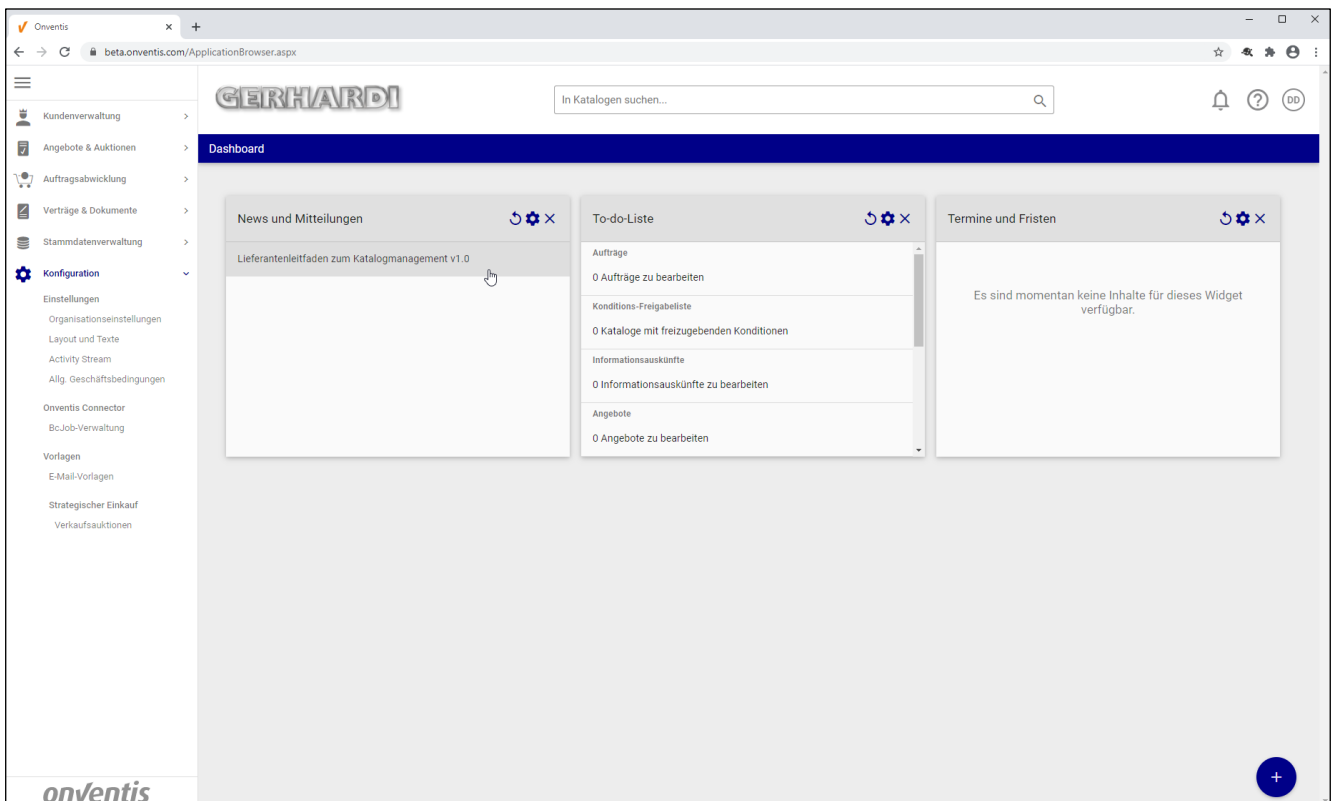 Onventis
beta.onventis.com/ApplicationBrowser.aspx
GERHARDI
In Katalogen suchen...
DD
Kundenverwaltung
Angebote & Auktionen
Auftragsabwicklung
Verträge & Dokumente
Stammdatenverwaltung
Konfiguration
Einstellungen
Organisationseinstellungen
Layout und Texte
Activity Stream
Allg. Geschäftsbedingungen
Onventis Connector
BcJob-Verwaltung
Vorlagen
E-Mail-Vorlagen
Strategischer Einkauf
Verkaufsauktionen
onventis
Dashboard
News und Mitteilungen
Lieferantenleitfaden zum Katalogmanagement v1.0
To-do-Liste
Aufträge
0 Aufträge zu bearbeiten
Konditions-Freigabeliste
0 Kataloge mit freizugebenden Konditionen
Informationsauskünfte
0 Informationsauskünfte zu bearbeiten
Angebote
0 Angebote zu bearbeiten
Termine und Fristen
Es sind momentan keine Inhalte für dieses Widget
verfügbar.